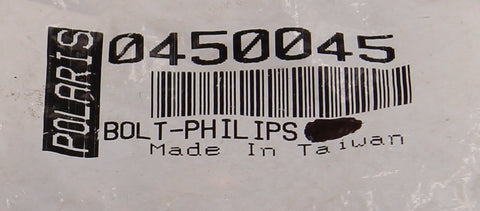 POLARIS
0450045
BOLT-PHILIPS
Made In Taiwan